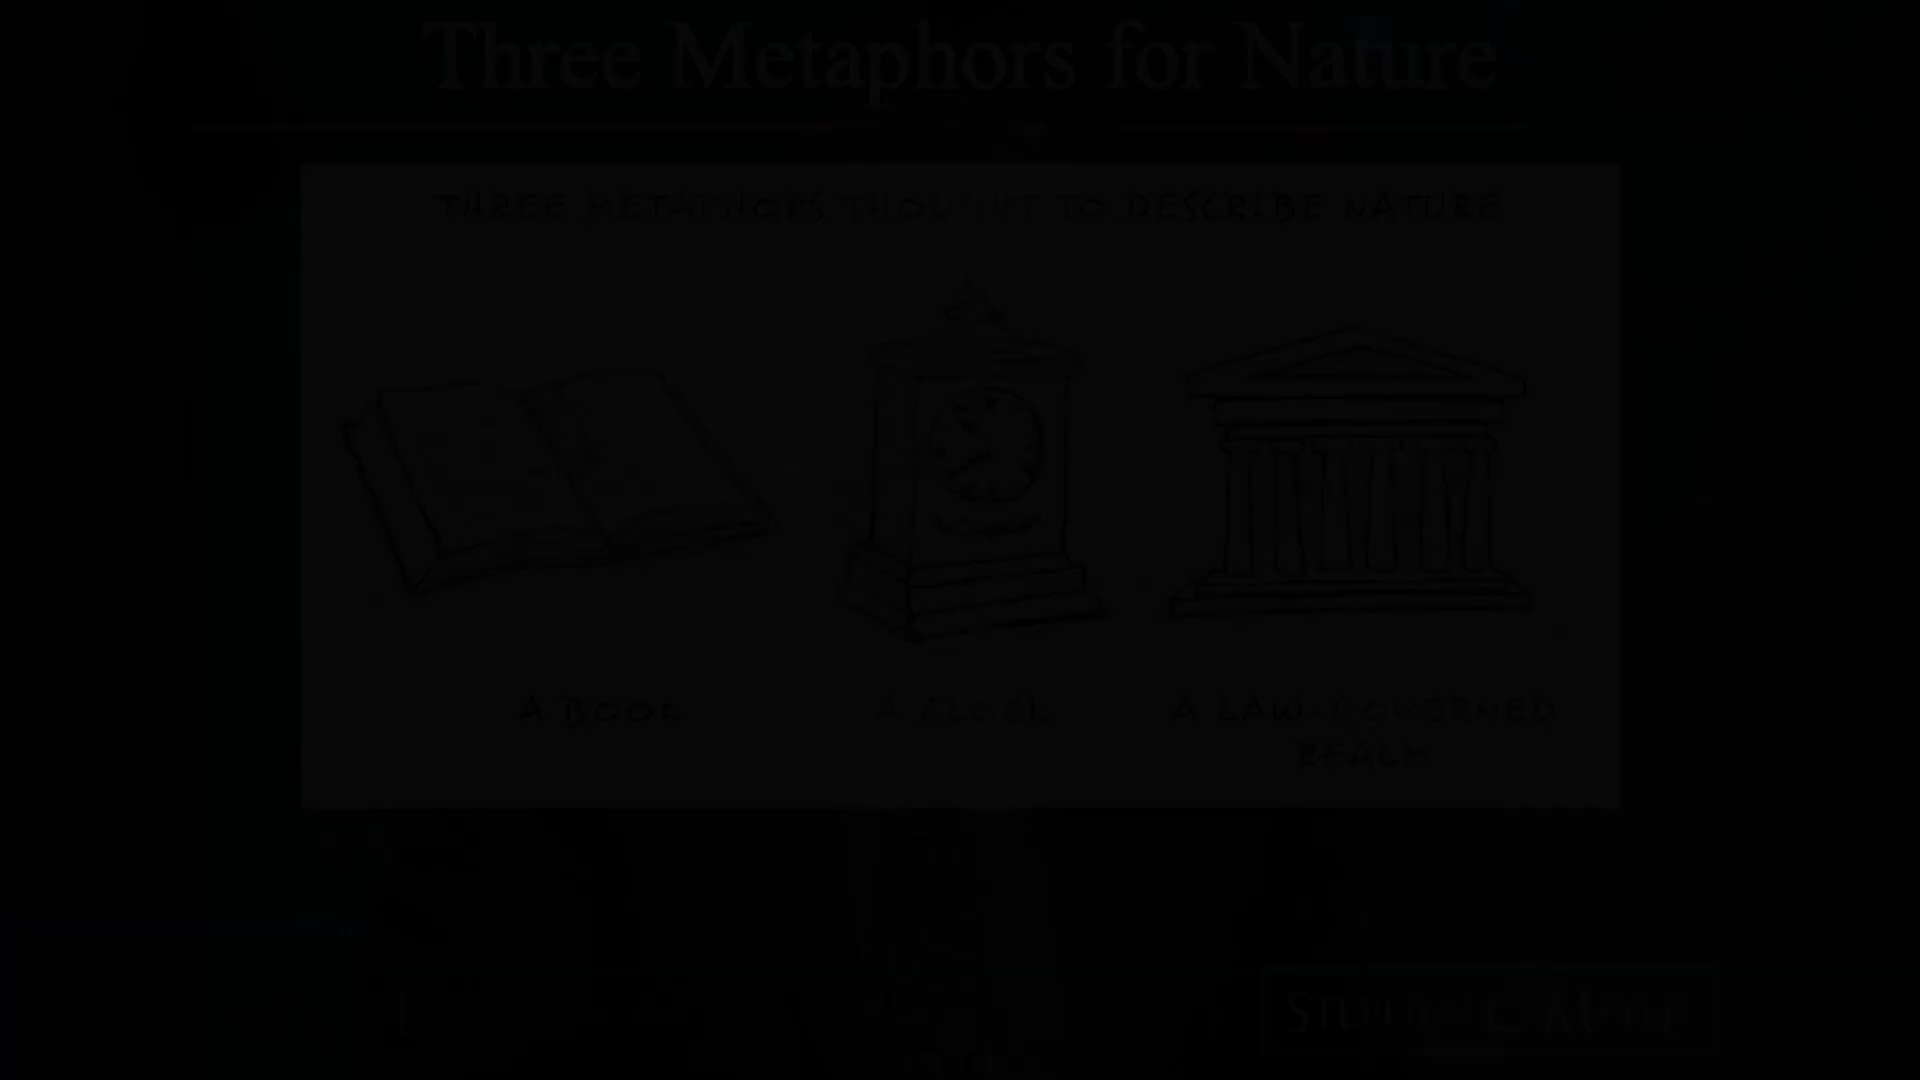 Three Metaphors for Nature
THREE METAPHORS THOUGHT TO DESCRIBE NATURE
A BOOK
A CLOCK
A LAW-GOVERNED
REALM